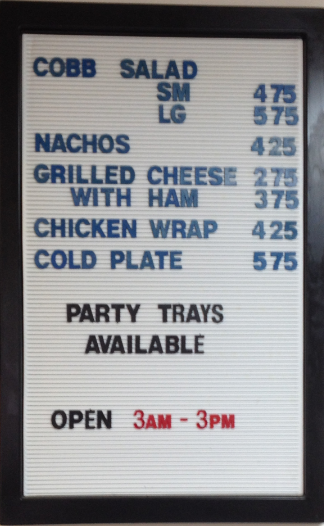 COBB SALAD
SM 475
LG 575
NACHOS 425
GRILLED CHEESE 275
WITH HAM 375
CHICKEN WRAP 425
COLD PLATE 575
PARTY TRAYS
AVAILABLE
OPEN 3AM - 3PM